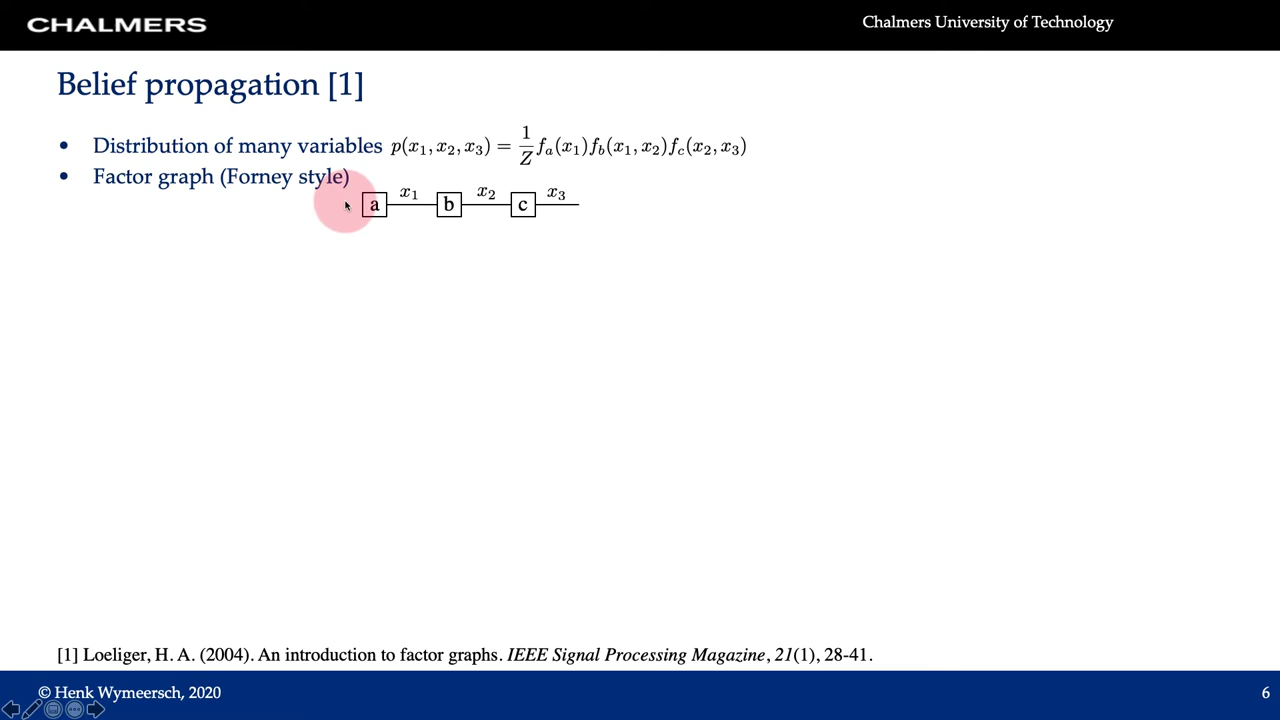 CHALMERS
Chalmers University of Technology
Belief propagation [1]
• Distribution of many variables p(x₁, x₂, x₃) = 1/Z fₐ(x₁)f_b(x₁, x₂)f_c(x₂, x₃)
• Factor graph (Forney style)
x₁ x₂ x₃
a b c
[1] Loeliger, H. A. (2004). An introduction to factor graphs. IEEE Signal Processing Magazine, 21(1), 28-41.
© Henk Wymeersch, 2020
6